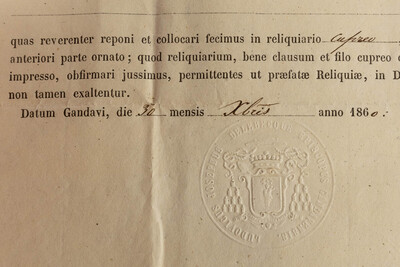 quas reverenter reponi et collocari fecimus in reliquiario cupreo
anteriori parte ornato; quod reliquiarium, bene clausum et filo cupreo
impresso, obfirmari jussimus, permittentes ut præfatæ Reliquiæ, in D
non tamen exaltentur.
Datum Gandavi, die 30 mensis Xbris anno 1860.